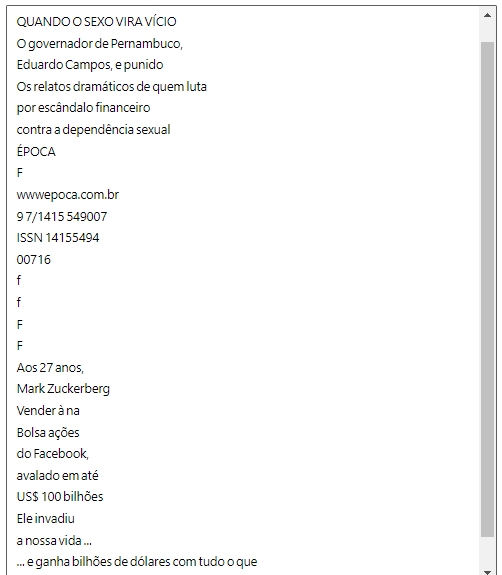 QUANDO O SEXO VIRA VÍCIO
O governador de Pernambuco,
Eduardo Campos, e punido
Os relatos dramáticos de quem luta
por escândalo financeiro
contra a dependência sexual
ÉPOCA
F
wwwepoca.com.br
9 7/1415 549007
ISSN 14155494
00716
f
f
F
F
Aos 27 anos,
Mark Zuckerberg
Vender à na
Bolsa ações
do Facebook,
avalado em até
US$ 100 bilhões
Ele invadiu
a nossa vida ...
... e ganha bilhões de dólares com tudo o que